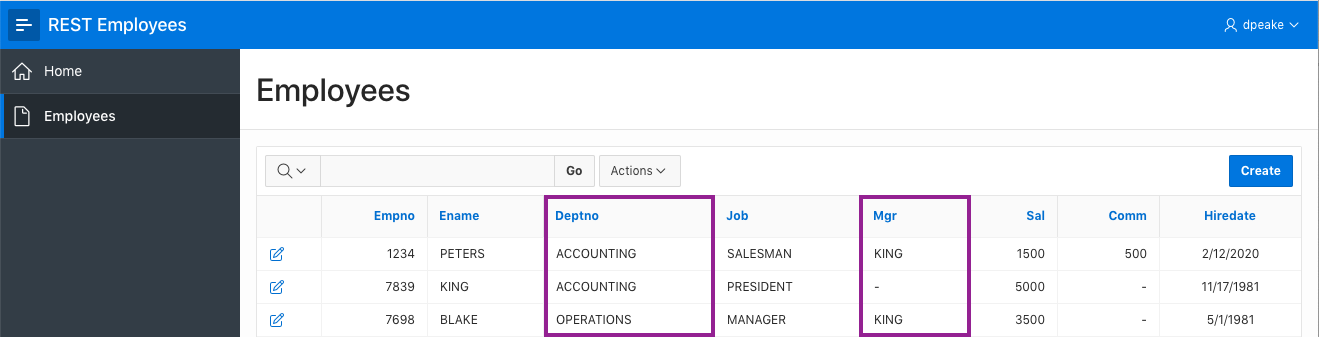 REST Employees dpeake
Home
Employees
Employees
Go Actions Create
Empno Ename Deptno Job Mgr Sal Comm Hiredate
1234 PETERS ACCOUNTING SALESMAN KING 1500 500 2/12/2020
7839 KING ACCOUNTING PRESIDENT - 5000 - 11/17/1981
7698 BLAKE OPERATIONS MANAGER KING 3500 - 5/1/1981